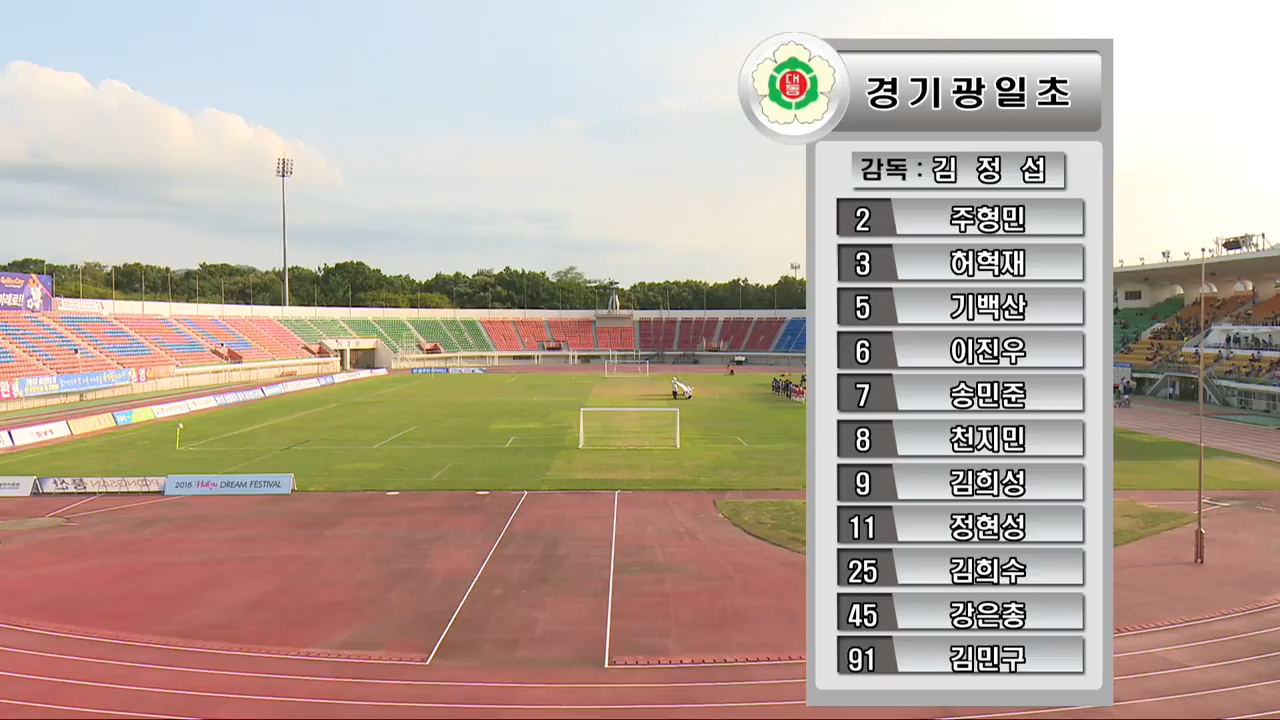 대동
경기광일초
감독 : 김 정 섭
2 주형민
3 허혁재
5 기백산
6 이진우
7 송민준
8 천지민
9 김희성
11 정현성
25 김희수
45 강은총
91 김민구
2015 Hallyu DREAM FESTIVAL